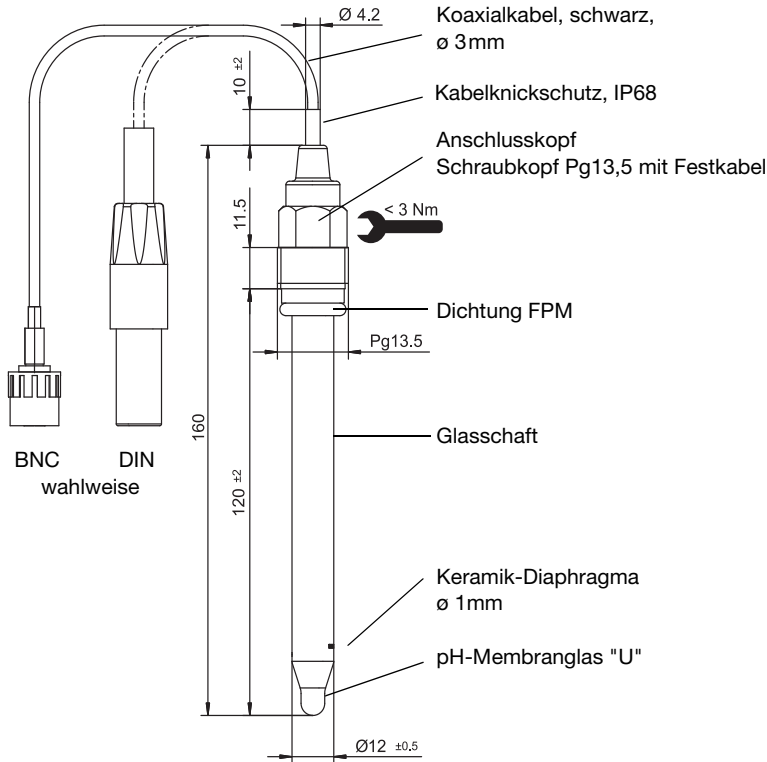 Ø 4.2
Koaxialkabel, schwarz,
ø 3mm
10 ±2
Kabelknickschutz, IP68
Anschlusskopf
Schraubkopf Pg13,5 mit Festkabel
< 3 Nm
11.5
Dichtung FPM
Pg13.5
160
120 ±2
Glasschaft
BNC DIN
wahlweise
Keramik-Diaphragma
ø 1mm
pH-Membranglas "U"
Ø12 ±0.5